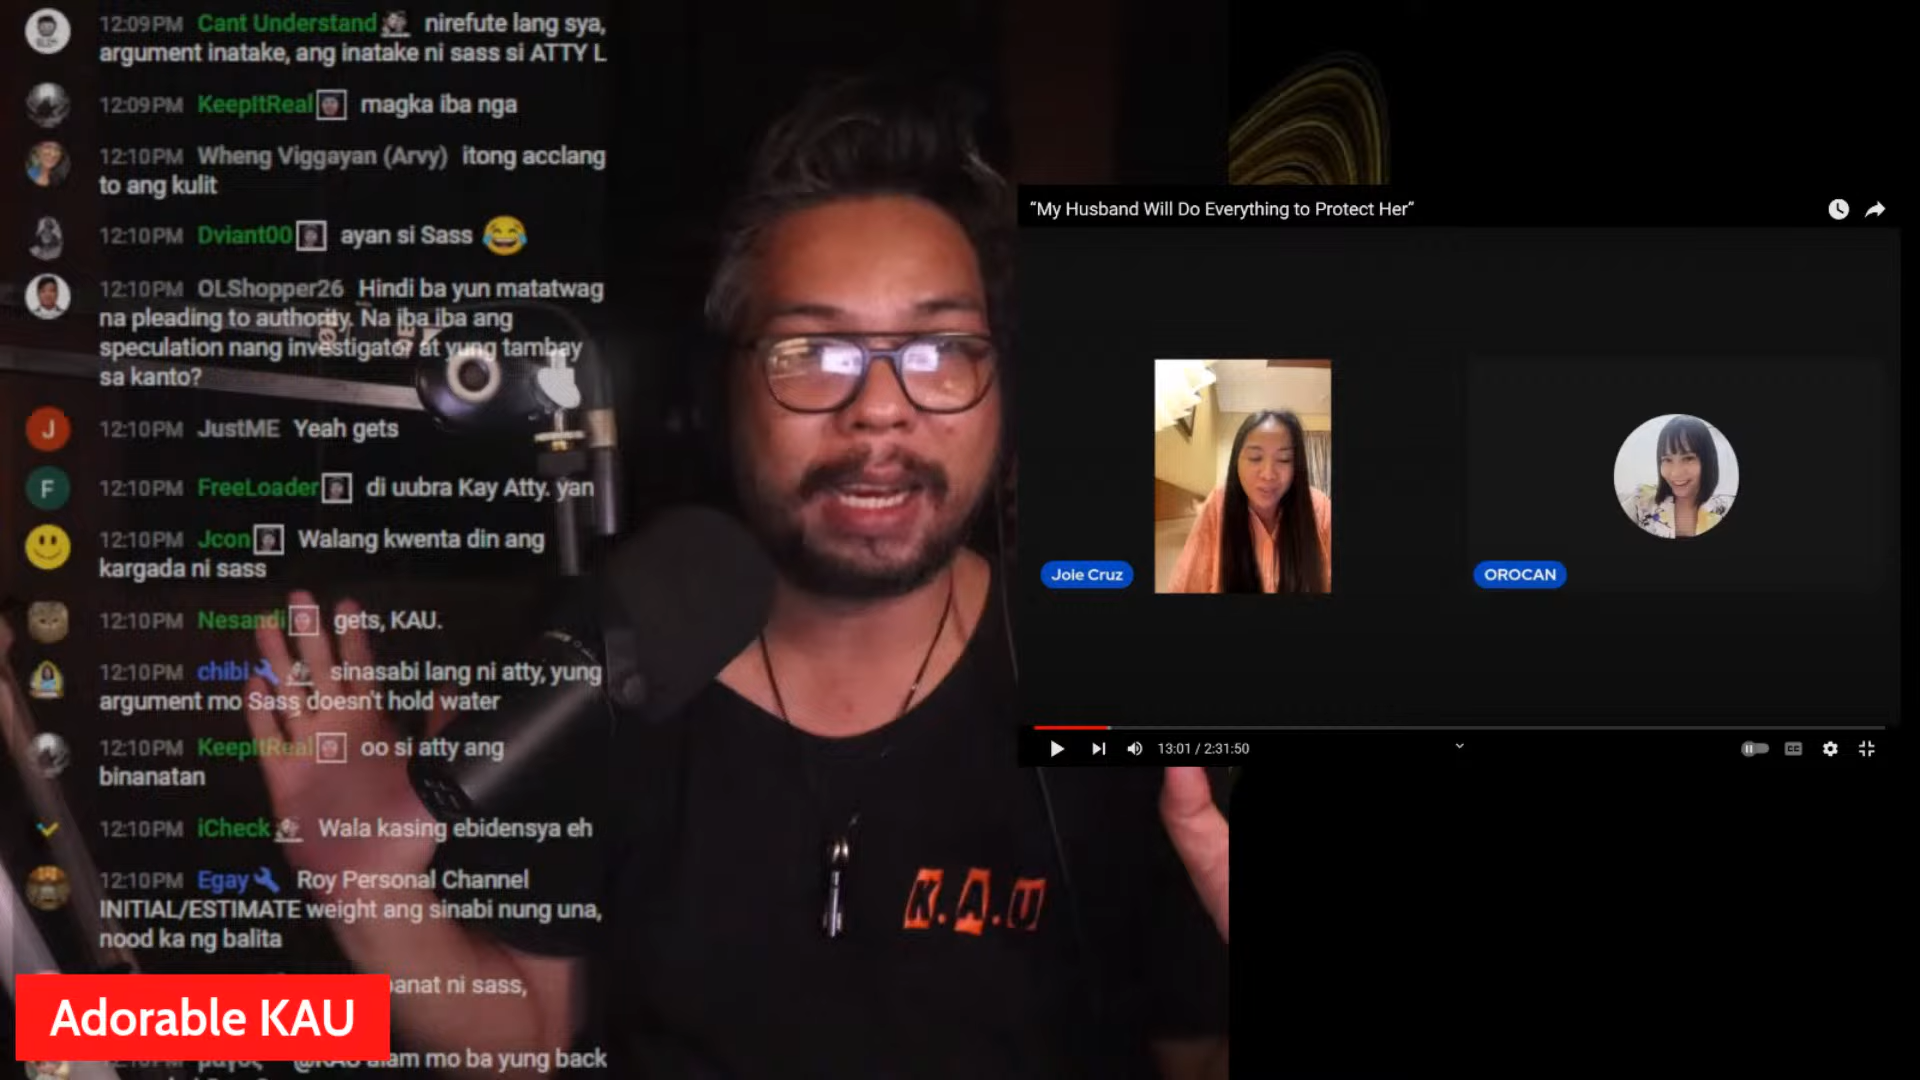 12:09PM Cant Understand nirefute lang sya,
argument inatake, ang inatake ni sass si ATTY L
12:09PM KeepItReal magka iba nga
12:10PM Wheng Viggayan (Arvy) itong acclang
to ang kulit
12:10PM Dviant00 ayan si Sass 😂
12:10PM OLShopper26 Hindi ba yun matatwag
na pleading to authority. Na iba iba ang
speculation nang investigator at yung tambay
sa kanto?
J 12:10PM JustME Yeah gets
F 12:10PM FreeLoader di uubra Kay Atty. yan
12:10PM Jcon Walang kwenta din ang
kargada ni sass
12:10PM Nesandi gets, KAU.
12:10PM chibi sinasabi lang ni atty, yung
argument mo Sass doesn't hold water
12:10PM KeepItReal oo si atty ang
binanatan
12:10PM iCheck Wala kasing ebidensya eh
12:10PM Egay Roy Personal Channel
INITIAL/ESTIMATE weight ang sinabi nung una,
nood ka ng balita
banat ni sass,
alam mo ba yung back
Adorable KAU
K.A.U
"My Husband Will Do Everything to Protect Her"
Joie Cruz
OROCAN
13:01 / 2:31:50
CC